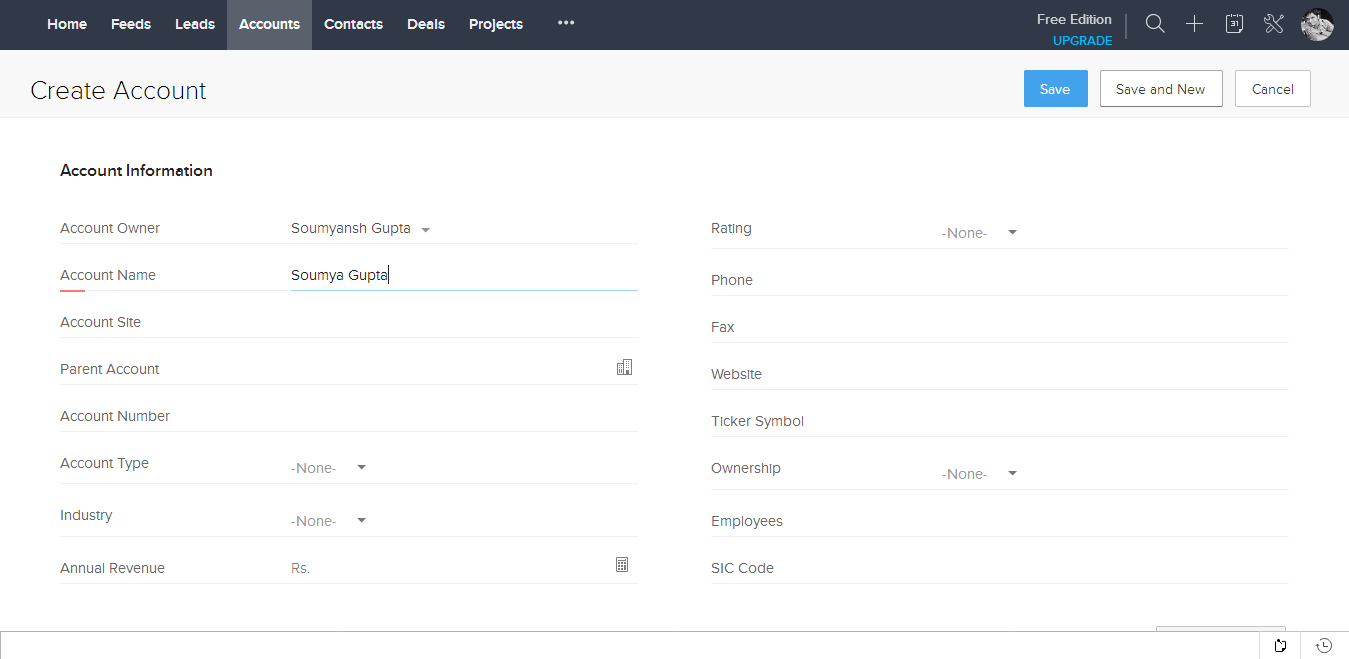 Home Feeds Leads Accounts Contacts Deals Projects ••• Free Edition
UPGRADE
31
Create Account Save Save and New Cancel
Account Information
Account Owner Soumyansh Gupta
Account Name Soumya Gupta
Account Site
Parent Account
Account Number
Account Type -None-
Industry -None-
Annual Revenue Rs.
Rating -None-
Phone
Fax
Website
Ticker Symbol
Ownership -None-
Employees
SIC Code